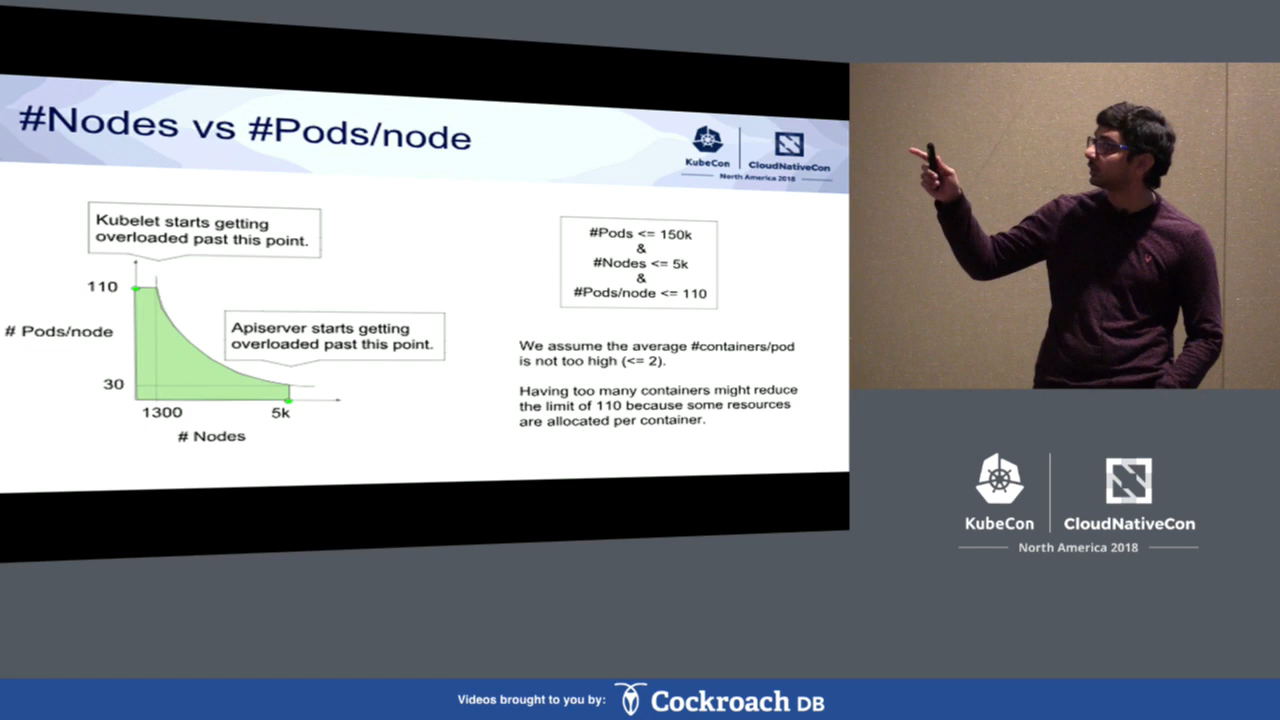 #Nodes vs #Pods/node
KubeCon
CloudNativeCon
North America 2018
Kubelet starts getting
overloaded past this point.
110
# Pods/node
Apiserver starts getting
overloaded past this point.
30
1300
5k
# Nodes
#Pods <= 150k
&
#Nodes <= 5k
&
#Pods/node <= 110
We assume the average #containers/pod
is not too high (<= 2).
Having too many containers might reduce
the limit of 110 because some resources
are allocated per container.
KubeCon
CloudNativeCon
North America 2018
Videos brought to you by:
Cockroach DB